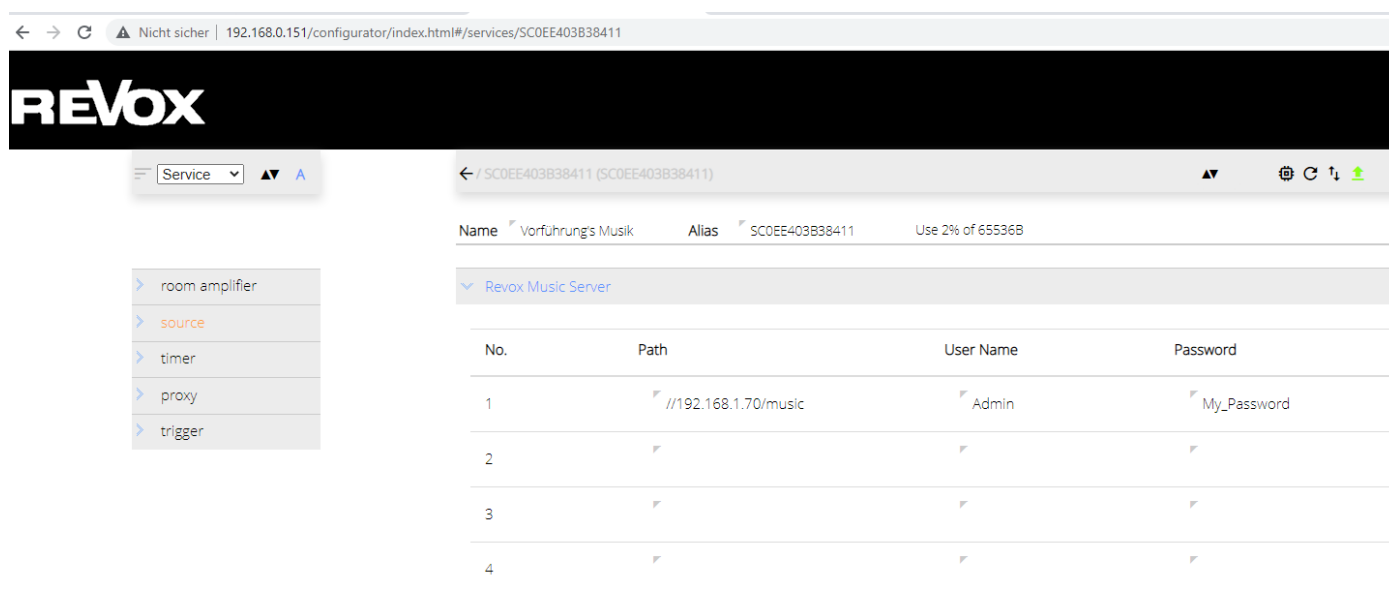 Nicht sicher 192.168.0.151/configurator/index.html#/services/SC0EE403B38411
REVOX
Service A
/ SC0EE403B38411 (SC0EE403B38411)
Name Vorführung's Musik Alias SC0EE403B38411 Use 2% of 65536B
room amplifier
source
timer
proxy
trigger
Revox Music Server
No. Path User Name Password
1 //192.168.1.70/music Admin My_Password
2
3
4